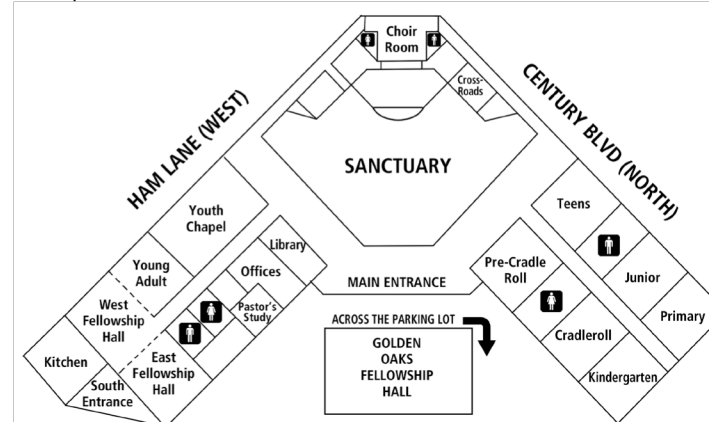 Choir
Room
Cross-
Roads
HAM LANE (WEST)
CENTURY BLVD (NORTH)
SANCTUARY
Youth
Chapel
Teens
Library
Offices
Young
Adult
Pre-Cradle
Roll
Junior
MAIN ENTRANCE
West
Fellowship
Hall
Pastor's
Study
Primary
ACROSS THE PARKING LOT
Cradleroll
GOLDEN
OAKS
FELLOWSHIP
HALL
Kitchen
East
Fellowship
Hall
South
Entrance
Kindergarten